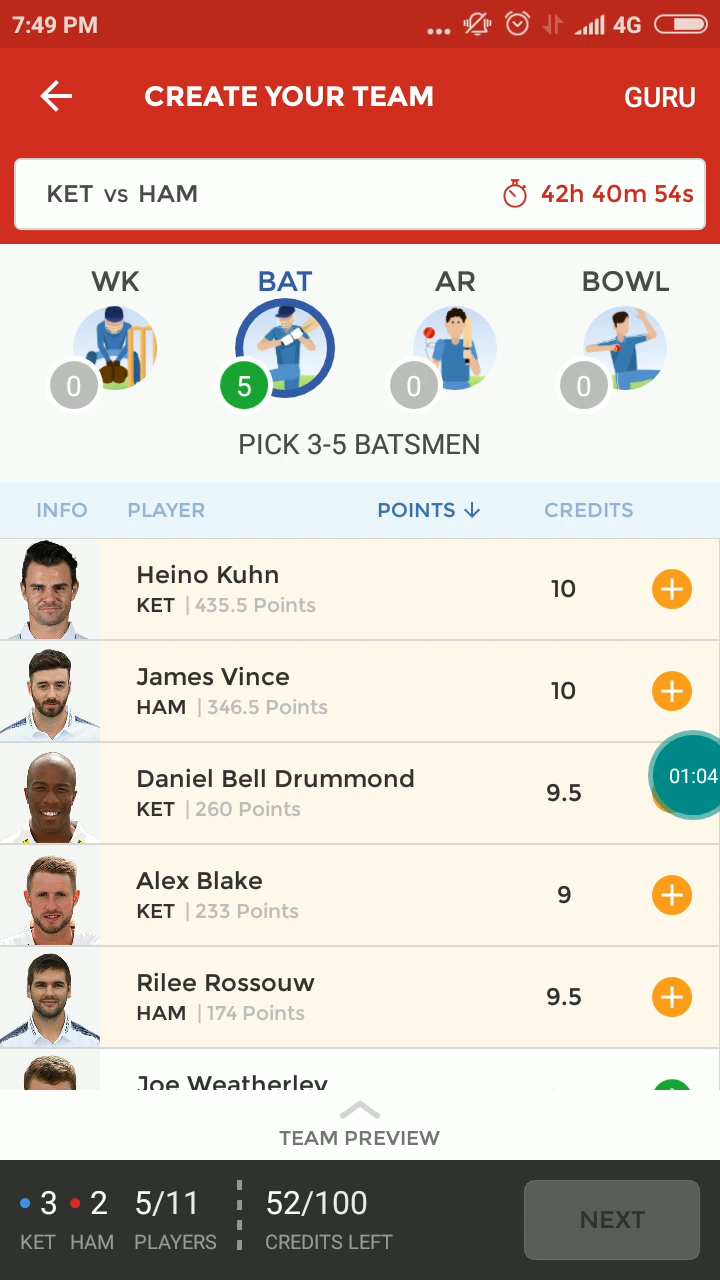 7:49 PM 4G
CREATE YOUR TEAM GURU
KET vs HAM 42h 40m 54s
WK BAT AR BOWL
0 5 0 0
PICK 3-5 BATSMEN
INFO PLAYER POINTS CREDITS
Heino Kuhn
KET | 435.5 Points
10
James Vince
HAM | 346.5 Points
10
Daniel Bell Drummond
KET | 260 Points
9.5
01:04
Alex Blake
KET | 233 Points
9
Rilee Rossouw
HAM | 174 Points
9.5
Joe Weatherley
TEAM PREVIEW
3 2 5/11 52/100
KET HAM PLAYERS CREDITS LEFT
NEXT